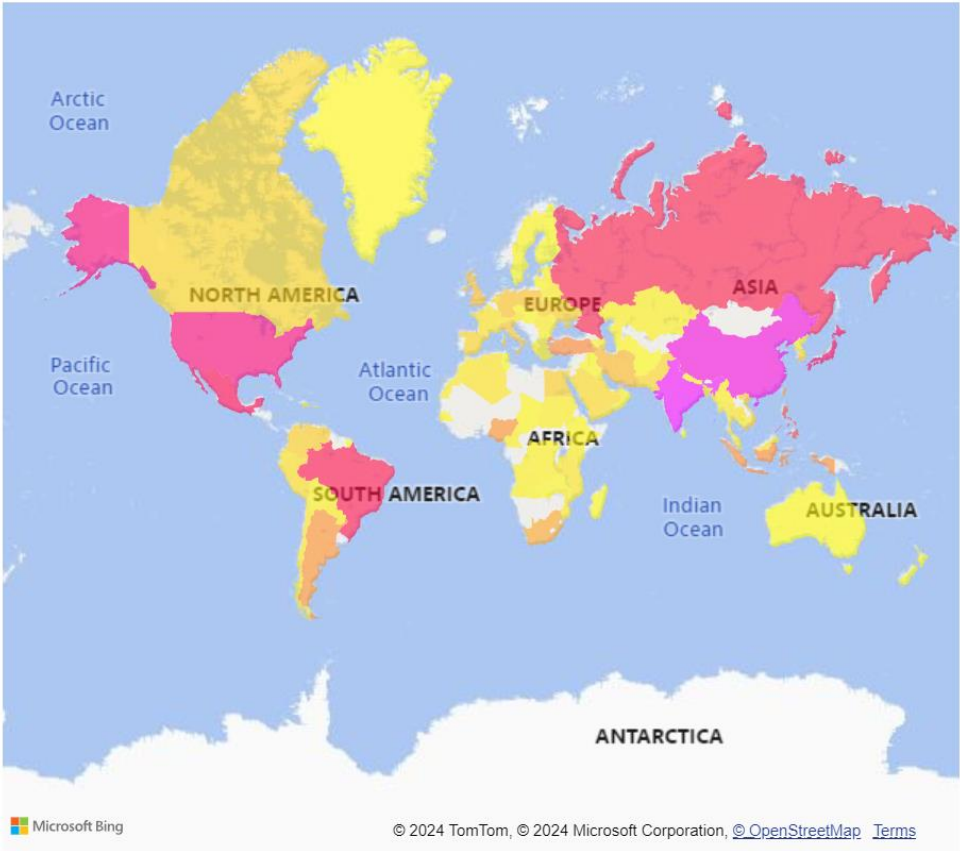 Arctic
Ocean
NORTH AMERICA
EUROPE
ASIA
Pacific
Ocean
Atlantic
Ocean
AFRICA
SOUTH AMERICA
Indian
Ocean
AUSTRALIA
ANTARCTICA
Microsoft Bing
© 2024 TomTom, © 2024 Microsoft Corporation, © OpenStreetMap Terms